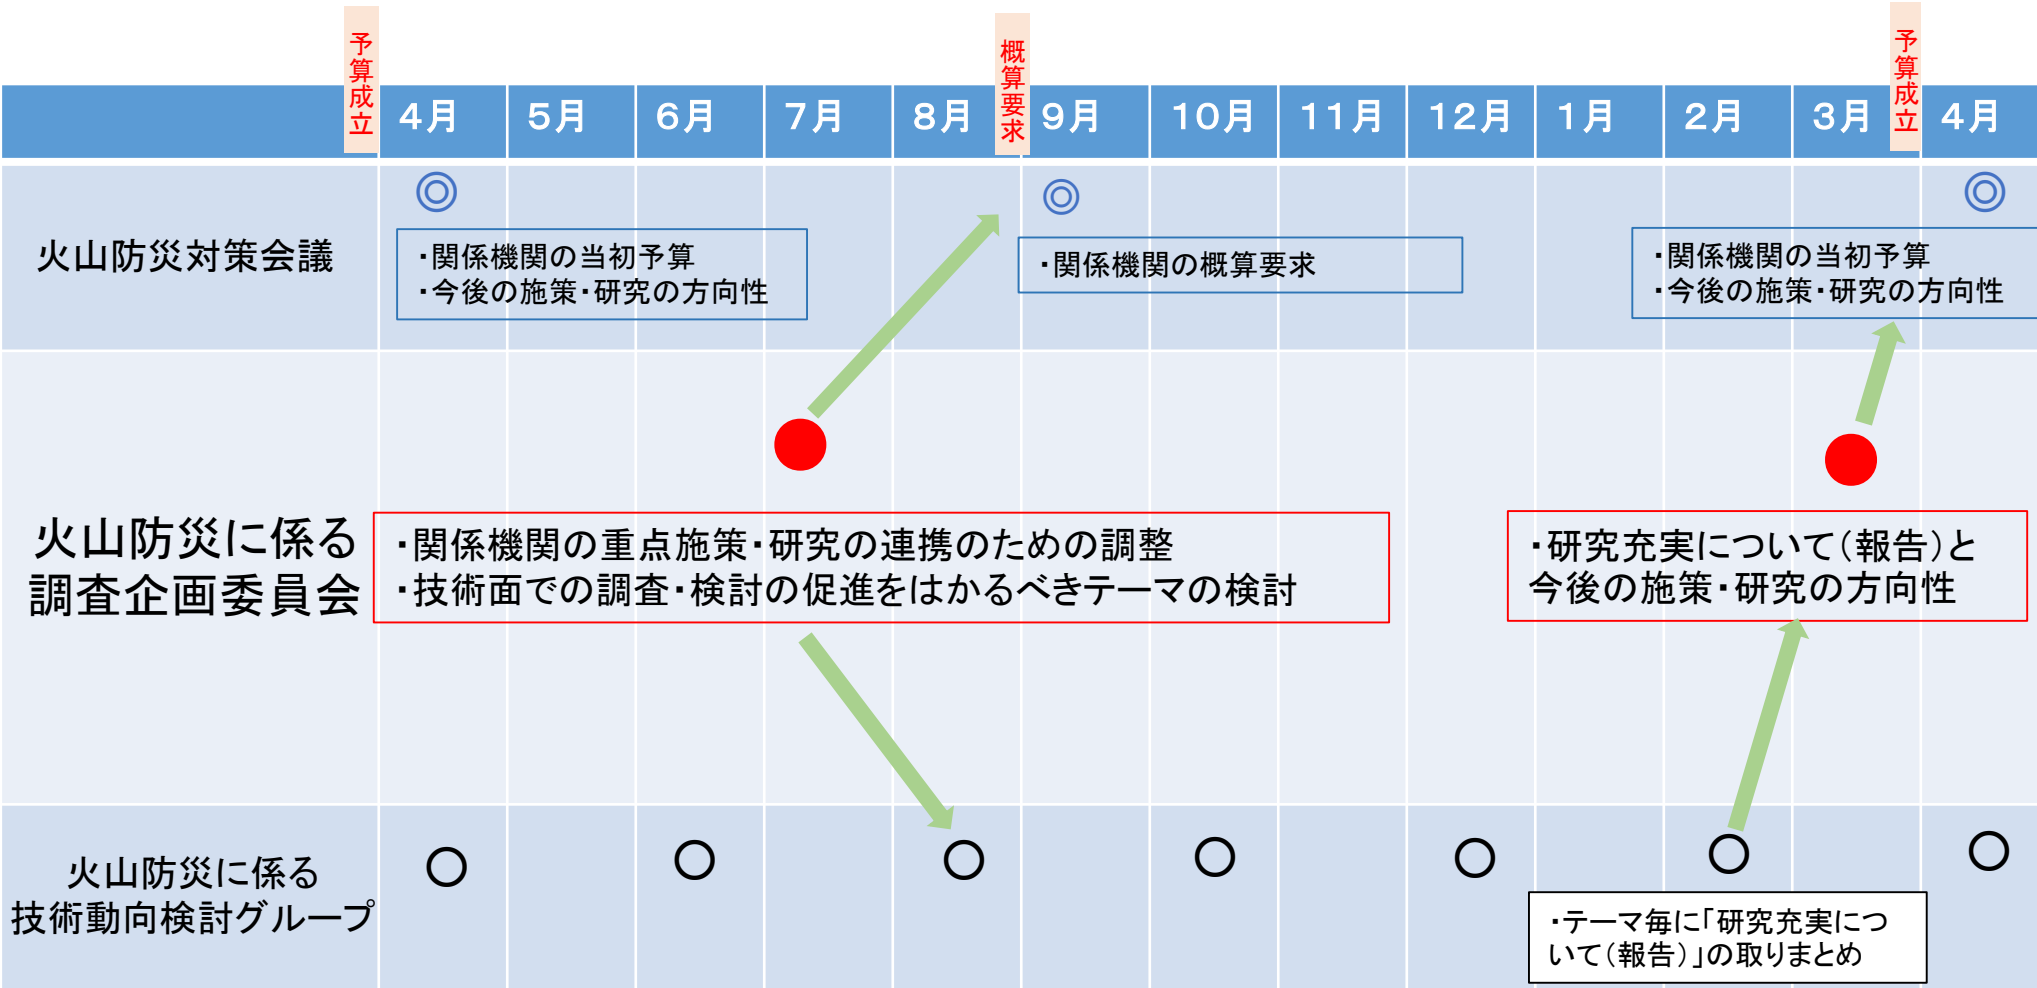 予算成立
概算要求
予算成立
4月 5月 6月 7月 8月 9月 10月 11月 12月 1月 2月 3月 4月
火山防災対策会議
・関係機関の当初予算
・今後の施策・研究の方向性
・関係機関の概算要求
・関係機関の当初予算
・今後の施策・研究の方向性
火山防災に係る
調査企画委員会
・関係機関の重点施策・研究の連携のための調整
・技術面での調査・検討の促進をはかるべきテーマの検討
・研究充実について(報告)と
今後の施策・研究の方向性
火山防災に係る
技術動向検討グループ
・テーマ毎に「研究充実につ
いて(報告)」の取りまとめ